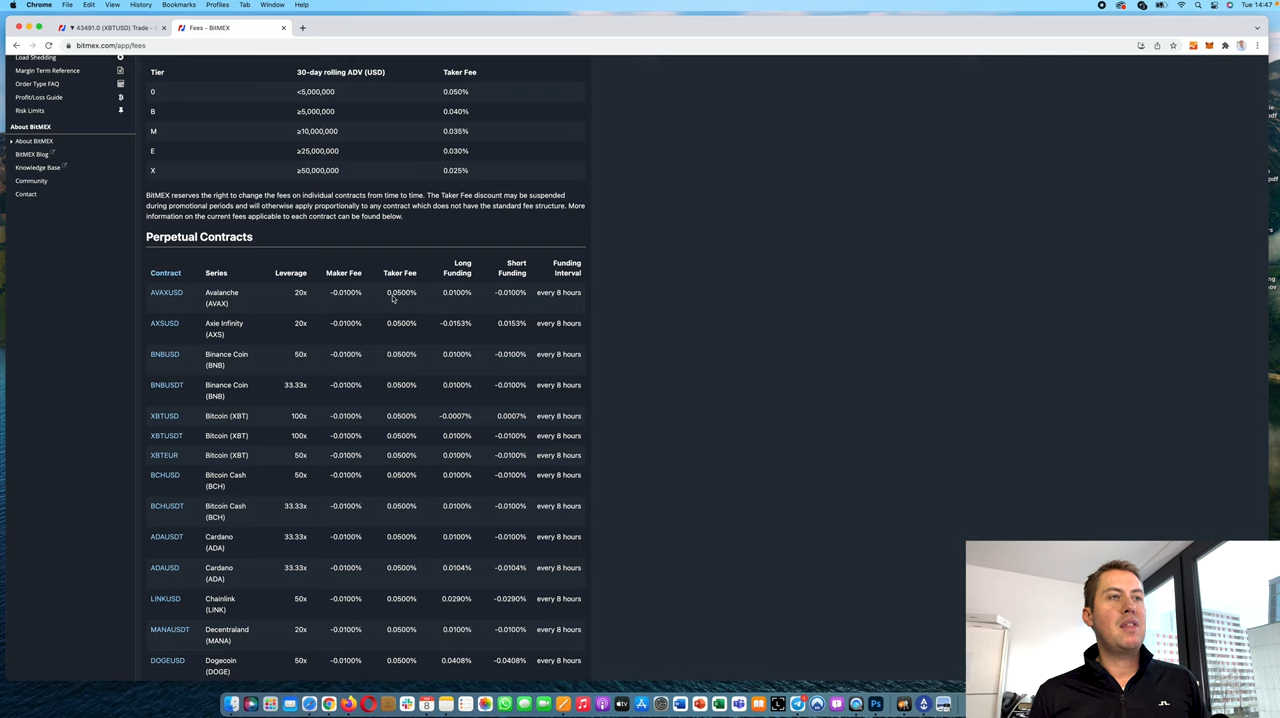 Chrome File Edit View History Bookmarks Profiles Tab Window Help Tue 14:47
▼ 43491.0 (XBTUSD) Trade - Fees - BitMEX
bitmex.com/app/fees
Load Shedding
Margin Term Reference
Order Type FAQ
Profit/Loss Guide
Risk Limits
About BitMEX
About BitMEX
BitMEX Blog
Knowledge Base
Community
Contact
Tier 30-day rolling ADV (USD) Taker Fee
0 <5,000,000 0.050%
B ≥5,000,000 0.040%
M ≥10,000,000 0.035%
E ≥25,000,000 0.030%
X ≥50,000,000 0.025%
BitMEX reserves the right to change the fees on individual contracts from time to time. The Taker Fee discount may be suspended
during promotional periods and will otherwise apply proportionally to any contract which does not have the standard fee structure. More
information on the current fees applicable to each contract can be found below.
Perpetual Contracts
Contract Series Leverage Maker Fee Taker Fee Long Funding Short Funding Funding Interval
AVAXUSD Avalanche (AVAX) 20x -0.0100% 0.0500% 0.0100% -0.0100% every 8 hours
AXSUSD Axie Infinity (AXS) 20x -0.0100% 0.0500% -0.0153% 0.0153% every 8 hours
BNBUSD Binance Coin (BNB) 50x -0.0100% 0.0500% 0.0100% -0.0100% every 8 hours
BNBUSDT Binance Coin (BNB) 33.33x -0.0100% 0.0500% 0.0100% -0.0100% every 8 hours
XBTUSD Bitcoin (XBT) 100x -0.0100% 0.0500% -0.0007% 0.0007% every 8 hours
XBTUSDT Bitcoin (XBT) 100x -0.0100% 0.0500% 0.0100% -0.0100% every 8 hours
XBTEUR Bitcoin (XBT) 50x -0.0100% 0.0500% 0.0100% -0.0100% every 8 hours
BCHUSD Bitcoin Cash (BCH) 50x -0.0100% 0.0500% 0.0100% -0.0100% every 8 hours
BCHUSDT Bitcoin Cash (BCH) 33.33x -0.0100% 0.0500% 0.0100% -0.0100% every 8 hours
ADAUSDT Cardano (ADA) 33.33x -0.0100% 0.0500% 0.0100% -0.0100% every 8 hours
ADAUSD Cardano (ADA) 33.33x -0.0100% 0.0500% 0.0104% -0.0104% every 8 hours
LINKUSD Chainlink (LINK) 50x -0.0100% 0.0500% 0.0290% -0.0290% every 8 hours
MANAUSDT Decentraland (MANA) 20x -0.0100% 0.0500% 0.0100% -0.0100% every 8 hours
DOGEUSD Dogecoin (DOGE) 50x -0.0100% 0.0500% 0.0408% -0.0408% every 8 hours